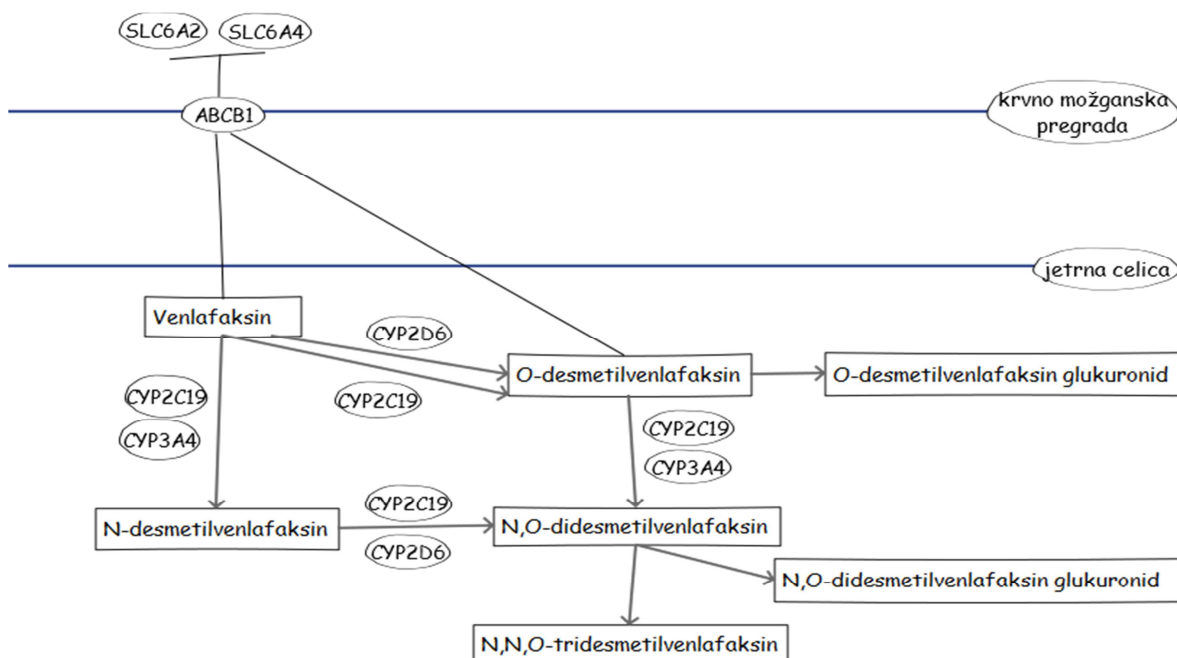 SLC6A2
SLC6A4
ABCB1
krvno možganska
pregrada
jetrna celica
Venlafaksin
CYP2D6
O-desmetilvenlafaksin
O-desmetilvenlafaksin glukuronid
CYP2C19
CYP2C19
CYP3A4
CYP2C19
CYP3A4
N-desmetilvenlafaksin
CYP2C19
CYP2D6
N,O-didesmetilvenlafaksin
N,O-didesmetilvenlafaksin glukuronid
N,N,O-tridesmetilvenlafaksin